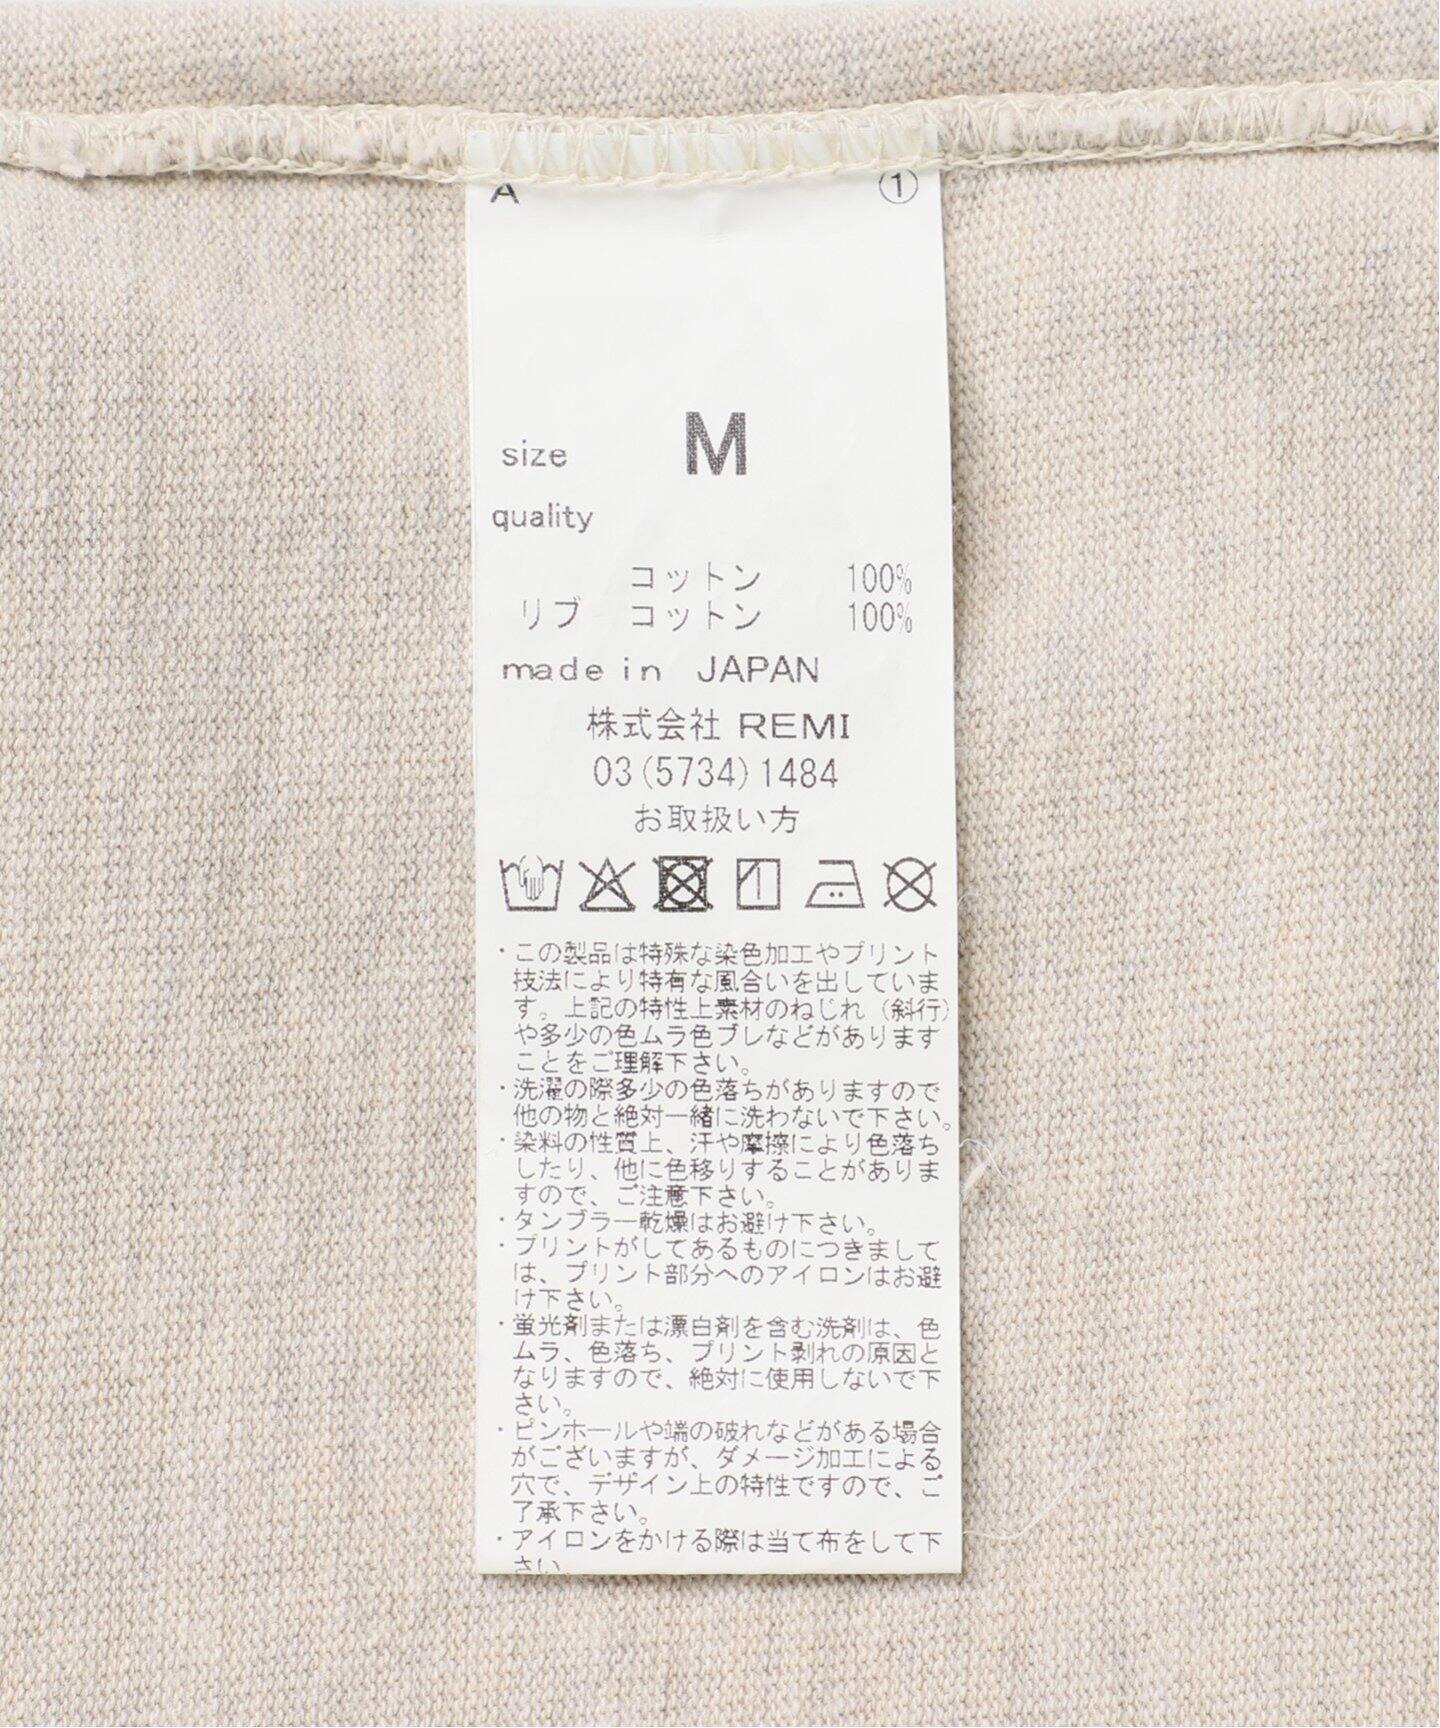 A ①
size M
quality
コットン 100%
リブ コットン 100%
made in JAPAN
株式会社 REMI
03(5734)1484
お取扱い方
・この製品は特殊な染色加工やプリント
技法により特有な風合いを出していま
す。上記の特性上素材のねじれ（斜行）
や多少の色ムラ色ブレなどがあります
ことをご理解下さい。
・洗濯の際多少の色落ちがありますので
他の物と絶対一緒に洗わないで下さい。
・染料の性質上、汗や摩擦により色落ち
したり、他に色移りすることがありま
すので、ご注意下さい。
・タンブラー乾燥はお避け下さい。
・プリントがしてあるものにつきまして
は、プリント部分へのアイロンはお避
け下さい。
・蛍光剤または漂白剤を含む洗剤は、色
ムラ、色落ち、プリント剥れの原因と
なりますので、絶対に使用しないで下
さい。
・ピンホールや端の破れなどがある場合
がございますが、ダメージ加工による
穴で、デザイン上の特性ですので、ご
了承下さい。
・アイロンをかける際は当て布をして下
さい。